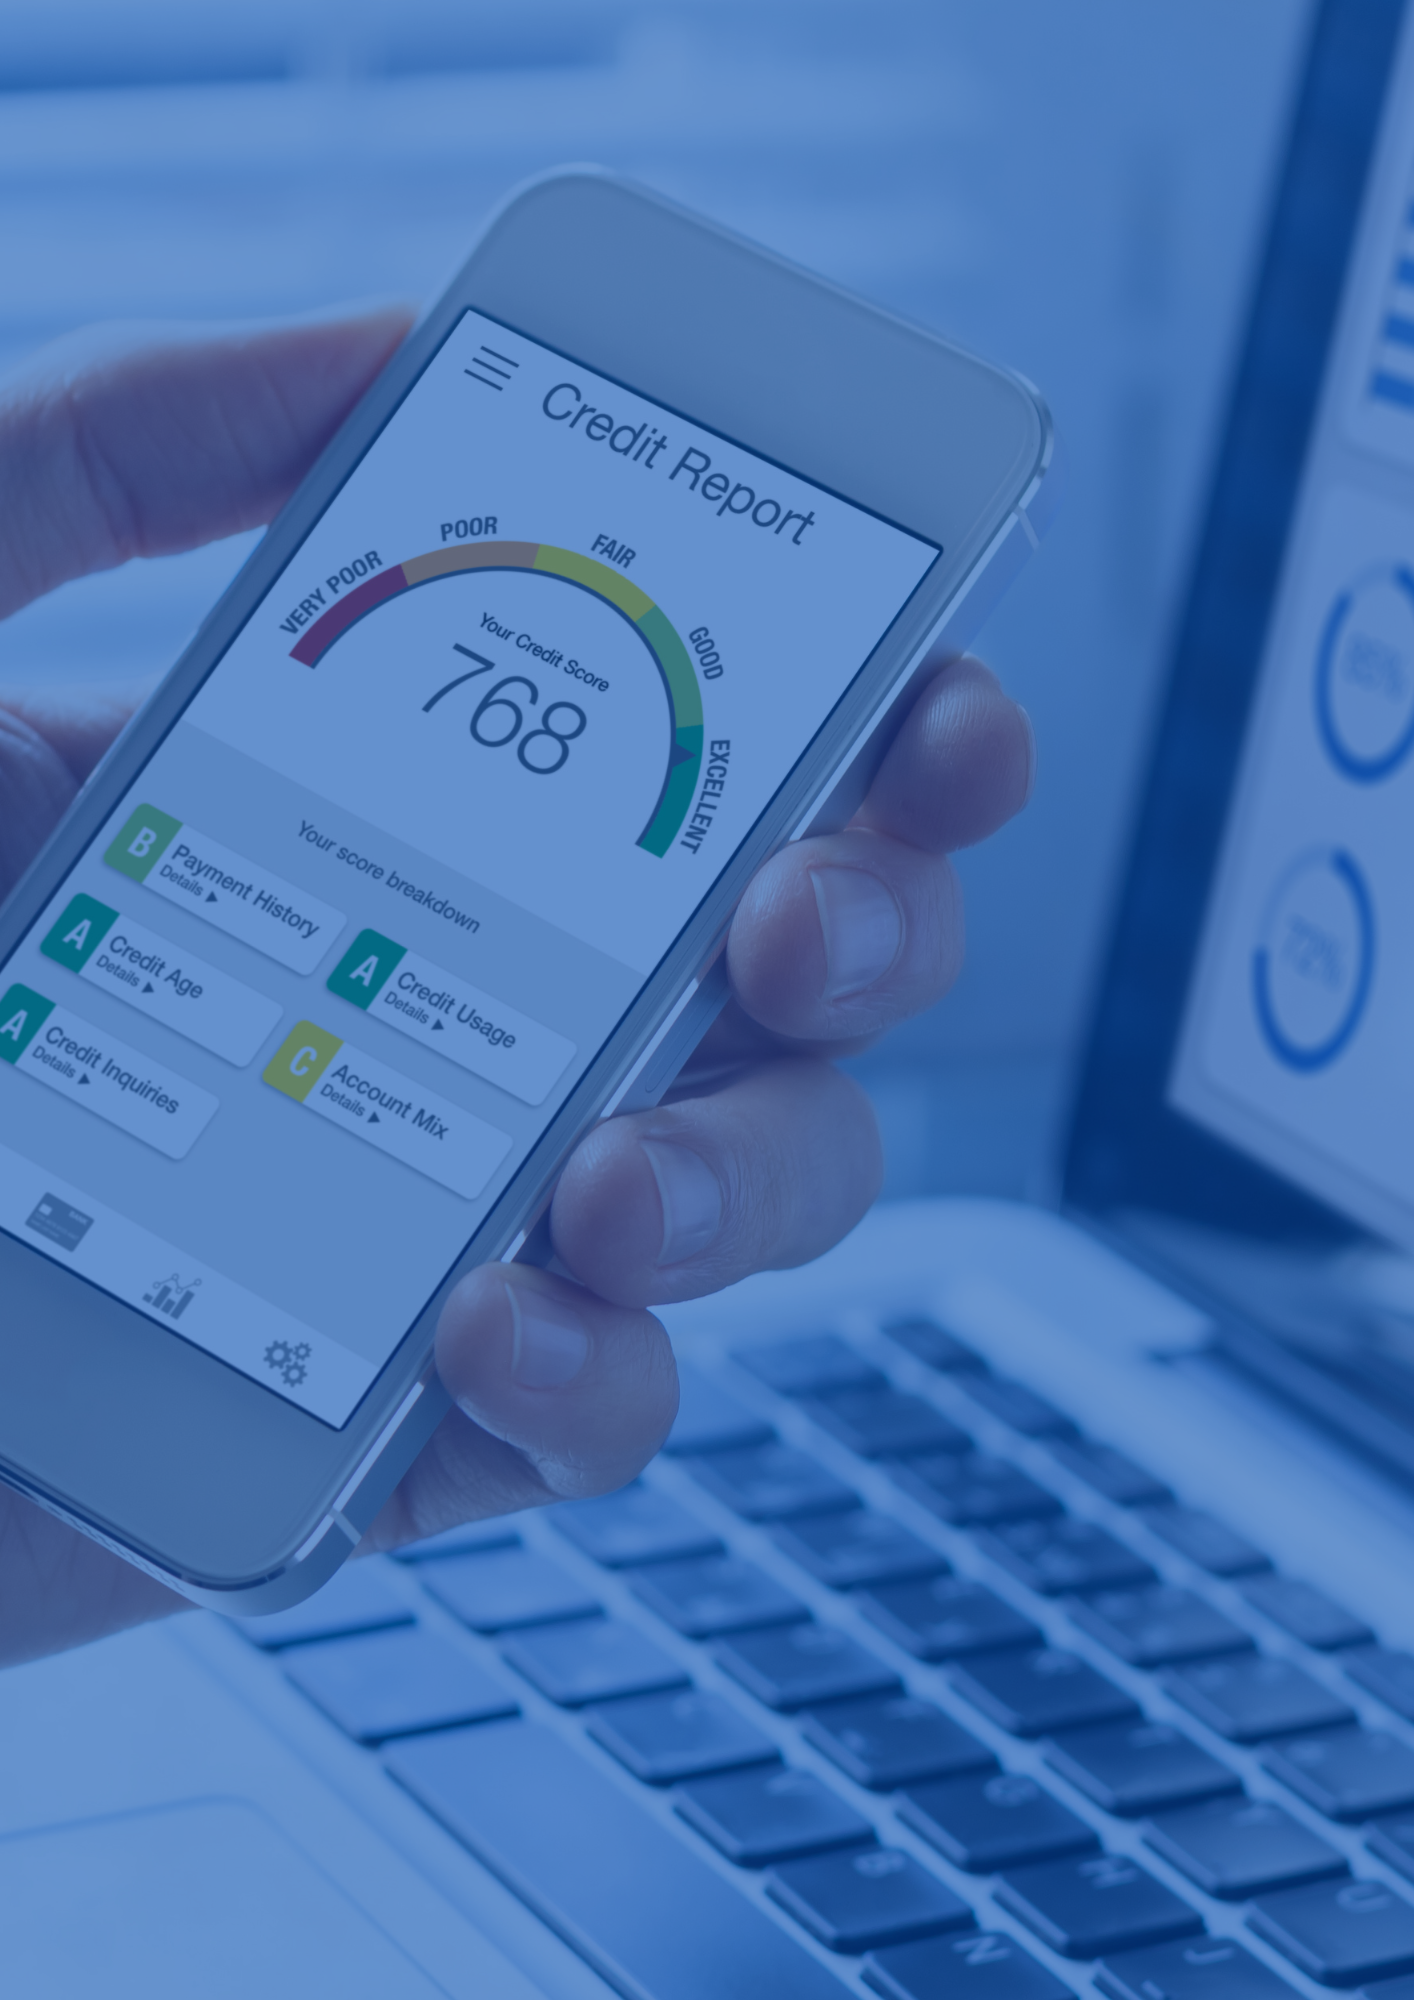 Credit Report
VERY POOR
POOR
FAIR
GOOD
EXCELLENT
Your Credit Score
768
Your score breakdown
B
Payment History
Details ▶
A
Credit Usage
Details ▶
A
Credit Age
Details ▶
C
Account Mix
Details ▶
A
Credit Inquiries
Details ▶
72%
B
H
U
N
J